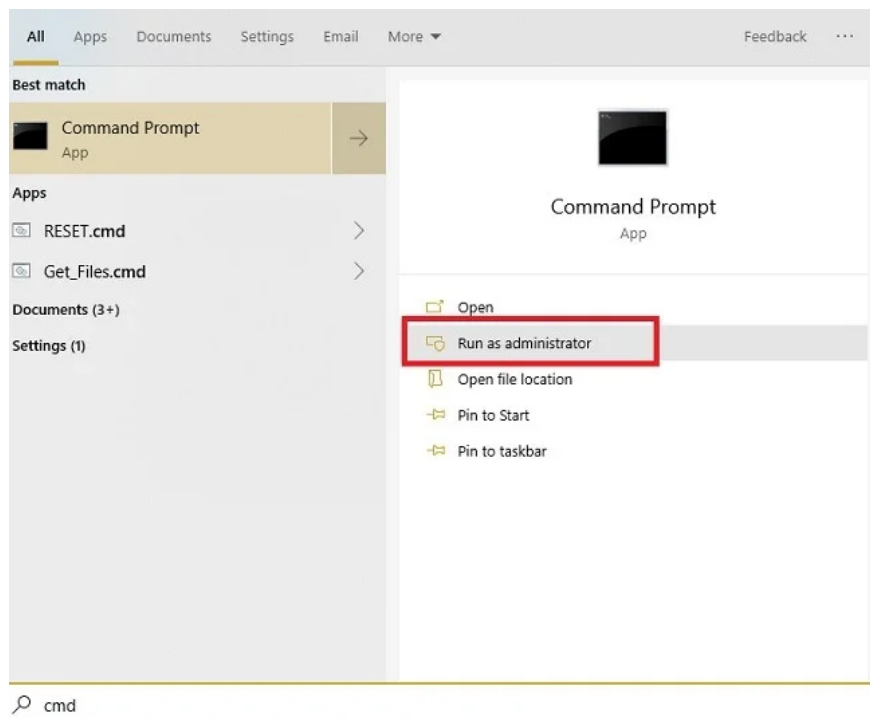 All Apps Documents Settings Email More Feedback ...
Best match
Command Prompt
App
Apps
RESET.cmd
Get_Files.cmd
Documents (3+)
Settings (1)
Command Prompt
App
Open
Run as administrator
Open file location
Pin to Start
Pin to taskbar
cmd